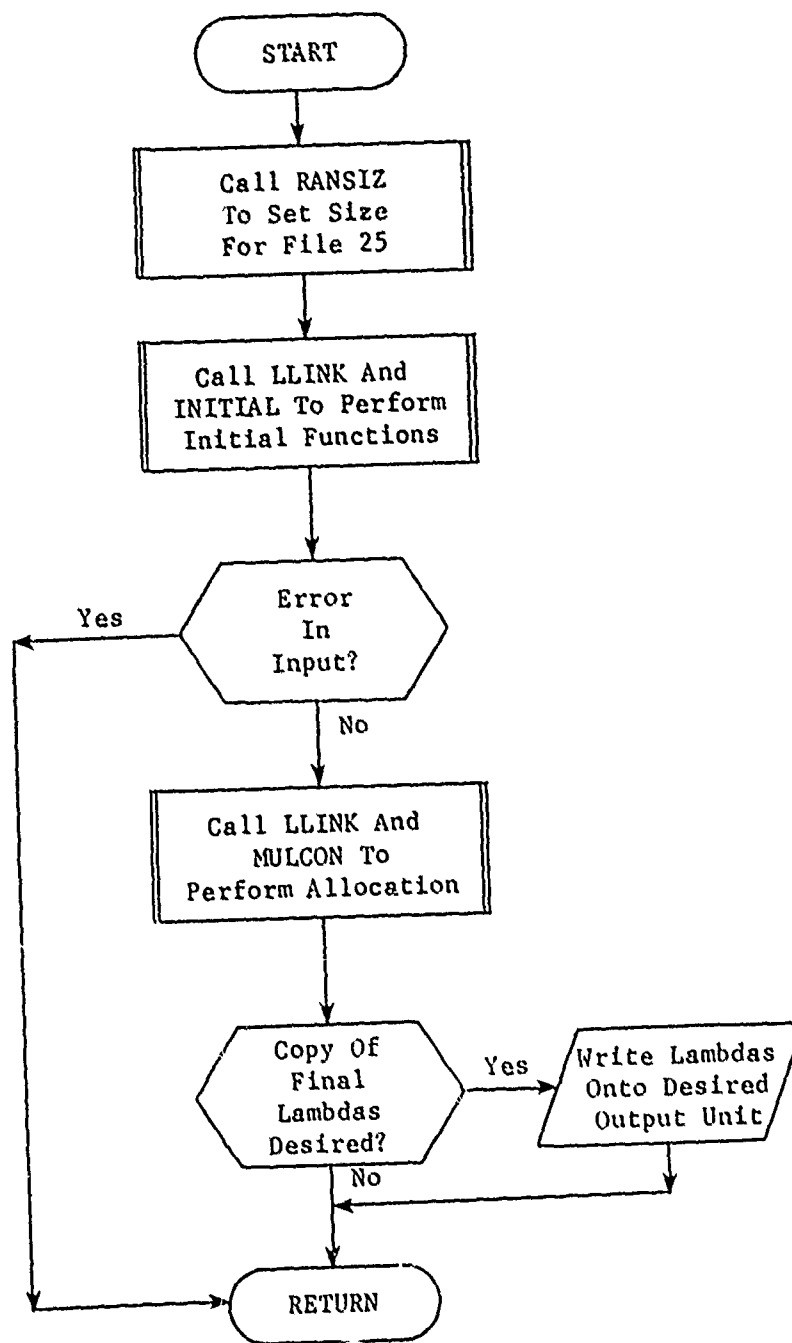 START
Call RANSIZ
To Set Size
For File 25
Call LLINK And
INITIAL To Perform
Initial Functions
Error
In
Input?
Yes
No
Call LLINK And
MULCON To
Perform Allocation
Copy Of
Final
Lambdas
Desired?
Yes
Write Lambdas
Onto Desired
Output Unit
No
RETURN